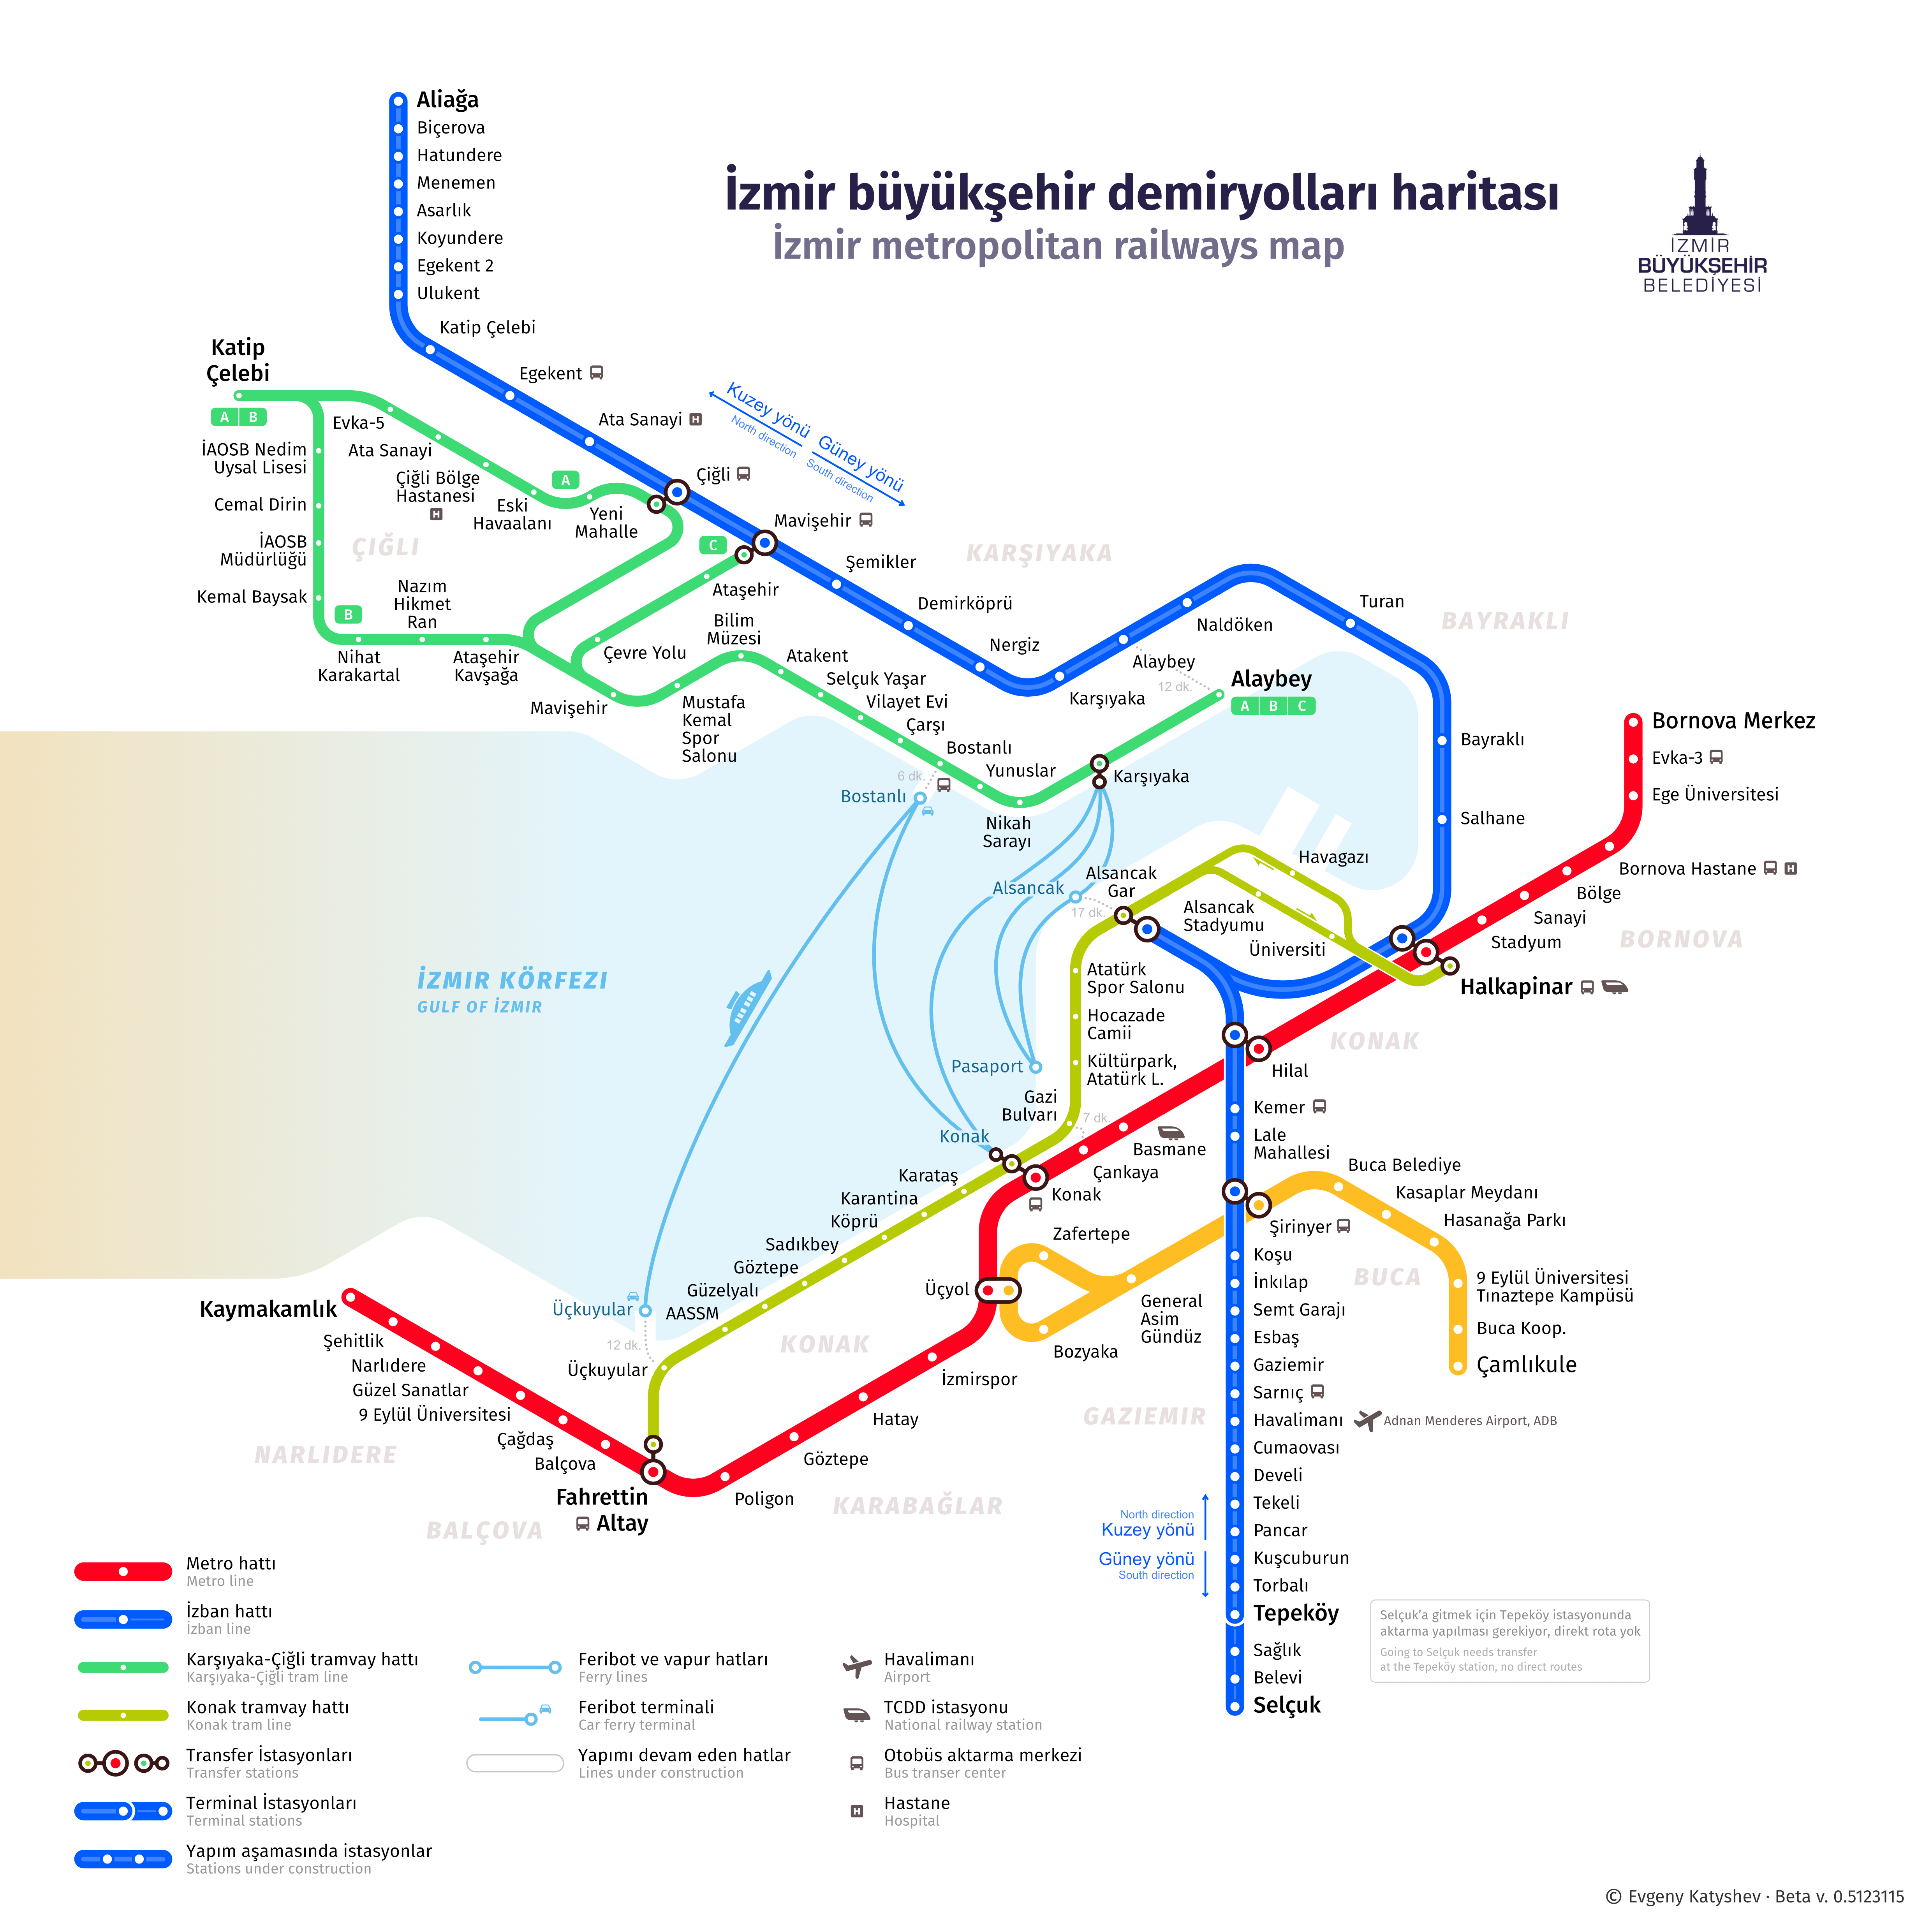 İzmir büyükşehir demiryolları haritası
İzmir metropolitan railways map
İZMİR
BÜYÜKŞEHİR
BELEDİYESİ
Aliağa
Biçerova
Hatundere
Menemen
Asarlık
Koyundere
Egekent 2
Ulukent
Katip Çelebi
Egekent
Ata Sanayi
H
Çiğli
Mavişehir
Şemikler
Demirköprü
Nergiz
Karşıyaka
Alaybey
12 dk.
Naldöken
Turan
Bayraklı
Salhane
Kuzey yönü
North direction
Güney yönü
South direction
Katip
Çelebi
A B
Evka-5
Ata Sanayi
Çiğli Bölge
Hastanesi
H
Eski
Havaalanı
A
Yeni
Mahalle
İAOSB Nedim
Uysal Lisesi
Cemal Dirin
İAOSB
Müdürlüğü
Kemal Baysak
B
Nihat
Karakartal
Nazım
Hikmet
Ran
Ataşehir
Kavşağa
C
Ataşehir
Çevre Yolu
Mavişehir
Bilim
Müzesi
Mustafa
Kemal
Spor
Salonu
Atakent
Selçuk Yaşar
Vilayet Evi
Çarşı
Bostanlı
Yunuslar
Nikah
Sarayı
Karşıyaka
Alaybey
A B C
ÇIĞLI
KARŞIYAKA
BAYRAKLI
BORNOVA
KONAK
BUCA
GAZIEMIR
KONAK
KARABAĞLAR
BALÇOVA
NARLIDERE
6 dk.
Bostanlı
Alsancak
17 dk.
Pasaport
Konak
Üçkuyular
12 dk.
İZMIR KÖRFEZI
GULF OF İZMIR
Bornova Merkez
Evka-3
Ege Üniversitesi
Bornova Hastane
H
Bölge
Sanayi
Stadyum
Halkapinar
Hilal
Basmane
Çankaya
Konak
Üçyol
İzmirspor
Hatay
Göztepe
Poligon
Fahrettin
Altay
Balçova
Çağdaş
9 Eylül Üniversitesi
Güzel Sanatlar
Narlıdere
Şehitlik
Kaymakamlık
Havagazı
Alsancak
Gar
Alsancak
Stadyumu
Üniversiti
Atatürk
Spor Salonu
Hocazade
Camii
Kültürpark,
Atatürk L.
Gazi
Bulvarı
7 dk.
Karataş
Karantina
Köprü
Sadıkbey
Göztepe
Güzelyalı
AASSM
Üçkuyular
Kemer
Lale
Mahallesi
Şirinyer
Koşu
İnkılap
Semt Garajı
Esbaş
Gaziemir
Sarnıç
Havalimanı
Adnan Menderes Airport, ADB
Cumaovası
Develi
Tekeli
Pancar
Kuşcuburun
Torbalı
Tepeköy
Sağlık
Belevi
Selçuk
North direction
Kuzey yönü
Güney yönü
South direction
Selçuk'a gitmek için Tepeköy istasyonunda
aktarma yapılması gerekiyor, direkt rota yok
Going to Selçuk needs transfer
at the Tepeköy station, no direct routes
Zafertepe
Bozyaka
General
Asim
Gündüz
Buca Belediye
Kasaplar Meydanı
Hasanağa Parkı
9 Eylül Üniversitesi
Tınaztepe Kampüsü
Buca Koop.
Çamlıkule
Metro hattı
Metro line
İzban hattı
İzban line
Karşıyaka-Çiğli tramvay hattı
Karşıyaka-Çiğli tram line
Konak tramvay hattı
Konak tram line
Transfer İstasyonları
Transfer stations
Terminal İstasyonları
Terminal stations
Yapım aşamasında istasyonlar
Stations under construction
Feribot ve vapur hatları
Ferry lines
Feribot terminali
Car ferry terminal
Yapımı devam eden hatlar
Lines under construction
Havalimanı
Airport
TCDD istasyonu
National railway station
Otobüs aktarma merkezi
Bus transer center
H
Hastane
Hospital
© Evgeny Katyshev · Beta v. 0.5123115